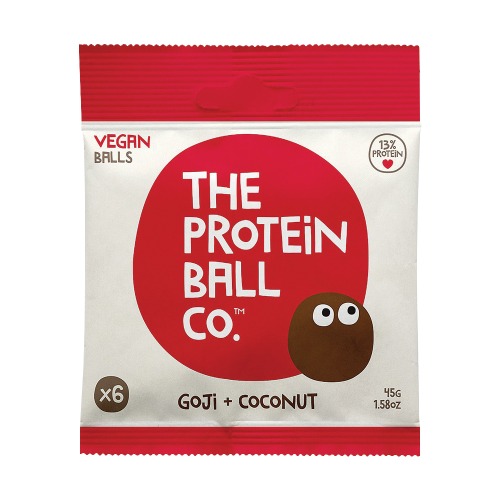 VEGAN
BALLS
13%
PROTEIN
THE
PROTEiN
BALL
CO.™
x6
GOJi + COCONUT
45G
1.58OZ